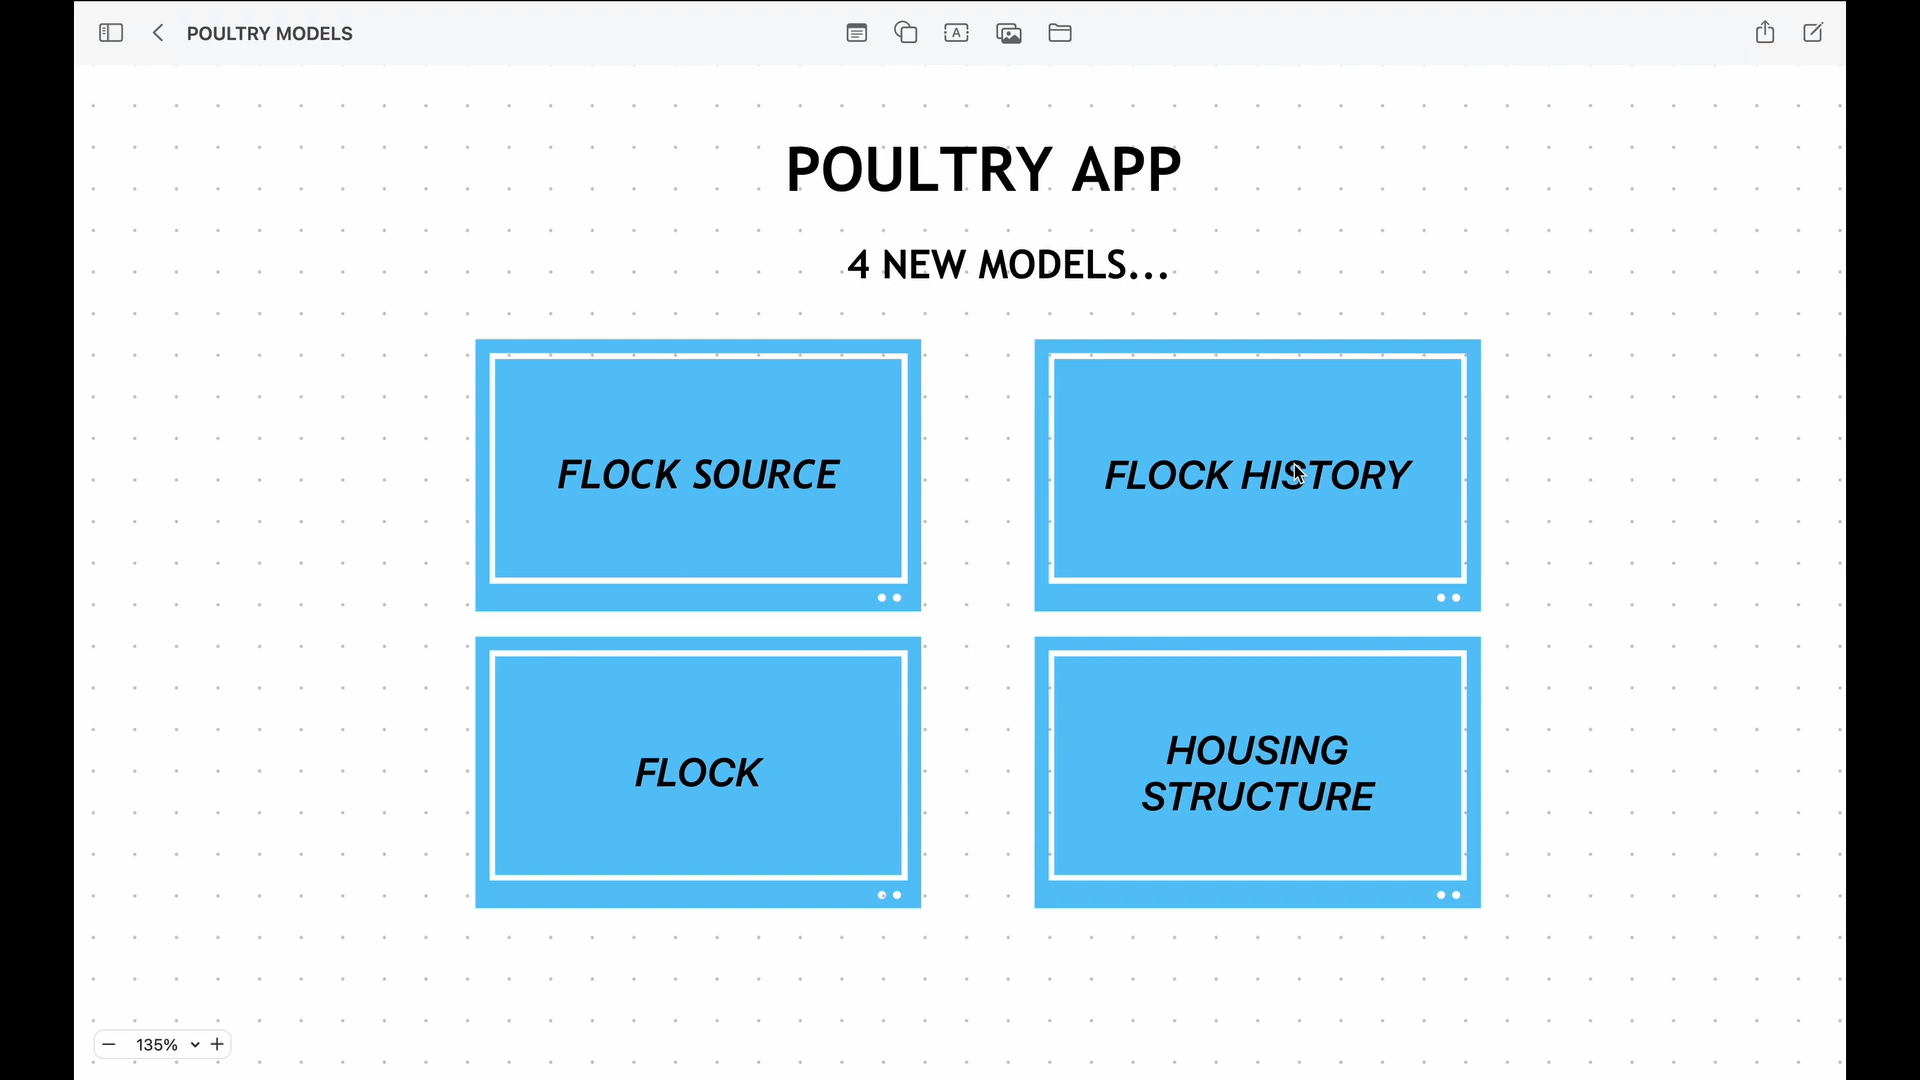 POULTRY MODELS
POULTRY APP
4 NEW MODELS...
FLOCK SOURCE
FLOCK HISTORY
FLOCK
HOUSING
STRUCTURE
135%